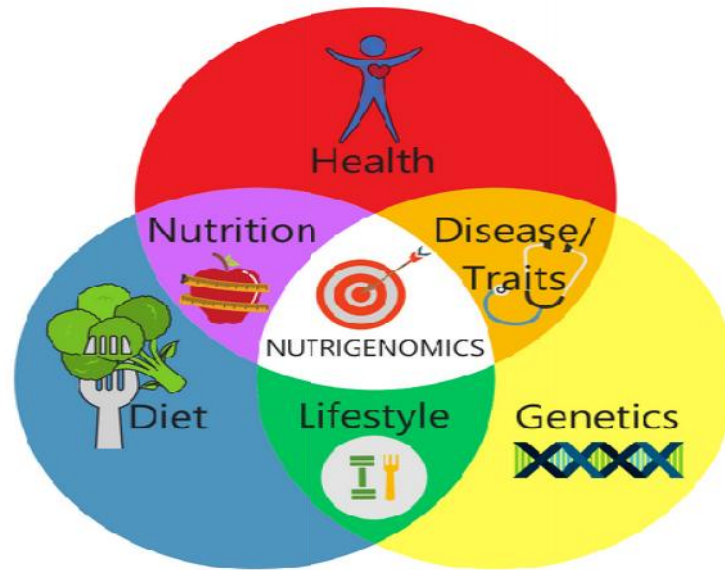 Health
Nutrition
Disease/
Traits
NUTRIGENOMICS
Diet
Lifestyle
Genetics